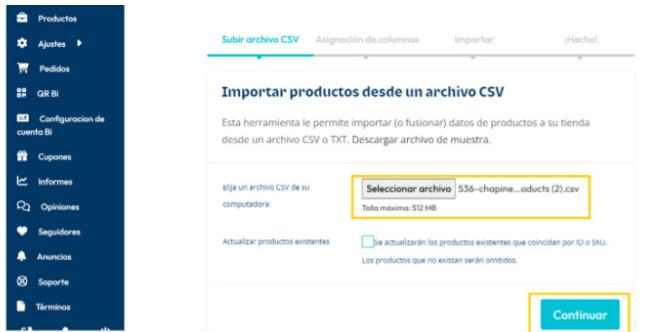 Productos
Ajustes
Pedidos
QR Bi
Configuracion de
cuenta Bi
Cupones
Informes
Opiniones
Seguidores
Anuncios
Soporte
Términos
Subir archivo CSV
Asignación de columnas
Importar
¡Hecho!
Importar productos desde un archivo CSV
Esta herramienta le permite importar (o fusionar) datos de productos a su tienda
desde un archivo CSV o TXT. Descargar archivo de muestra.
Elija un archivo CSV de su
computadora:
Seleccionar archivo 536-chapine...oducts (2).csv
Talla máxima: 512 MB
Actualizar productos existentes
Se actualizarán los productos existentes que coincidan por ID o SKU.
Los productos que no existan serán omitidos.
Continuar